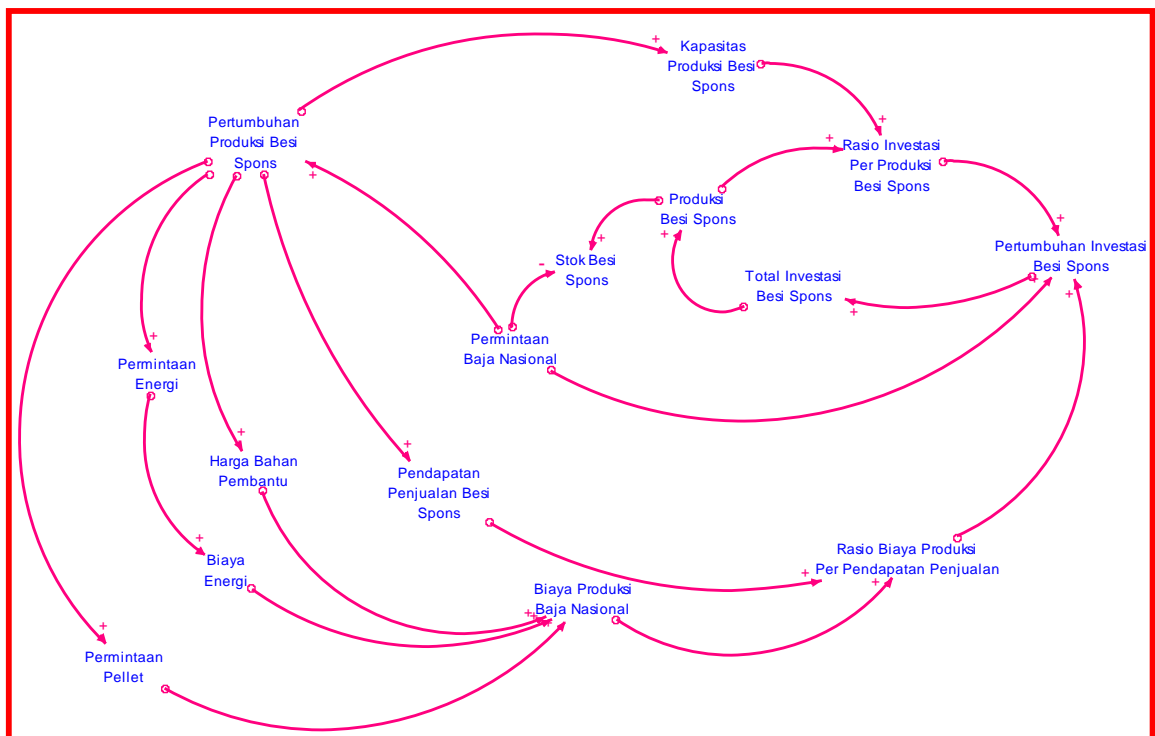 Kapasitas
Produksi Besi
Spons
+
+
Pertumbuhan
Produksi Besi
Spons
+
+
Rasio Investasi
Per Produksi
Besi Spons
+
Produksi
Besi Spons
+
+
+
Pertumbuhan Investasi
Besi Spons
+
+
Stok Besi
Spons
-
Total Investasi
Besi Spons
+
Permintaan
Baja Nasional
+
Permintaan
Energi
+
Harga Bahan
Pembantu
+
Pendapatan
Penjualan Besi
Spons
+
Biaya
Energi
Rasio Biaya Produksi
Per Pendapatan Penjualan
+
+
Biaya Produksi
Baja Nasional
+
+
+
+
Permintaan
Pellet